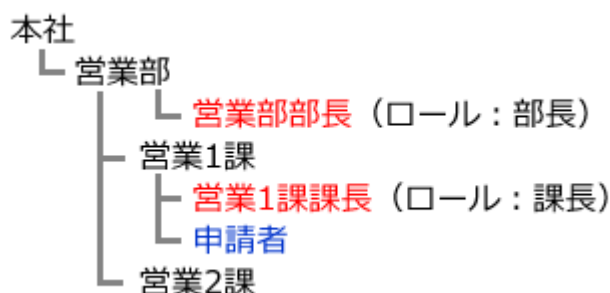 本社
営業部
営業部部長（ロール：部長）
営業1課
営業1課課長（ロール：課長）
申請者
営業2課